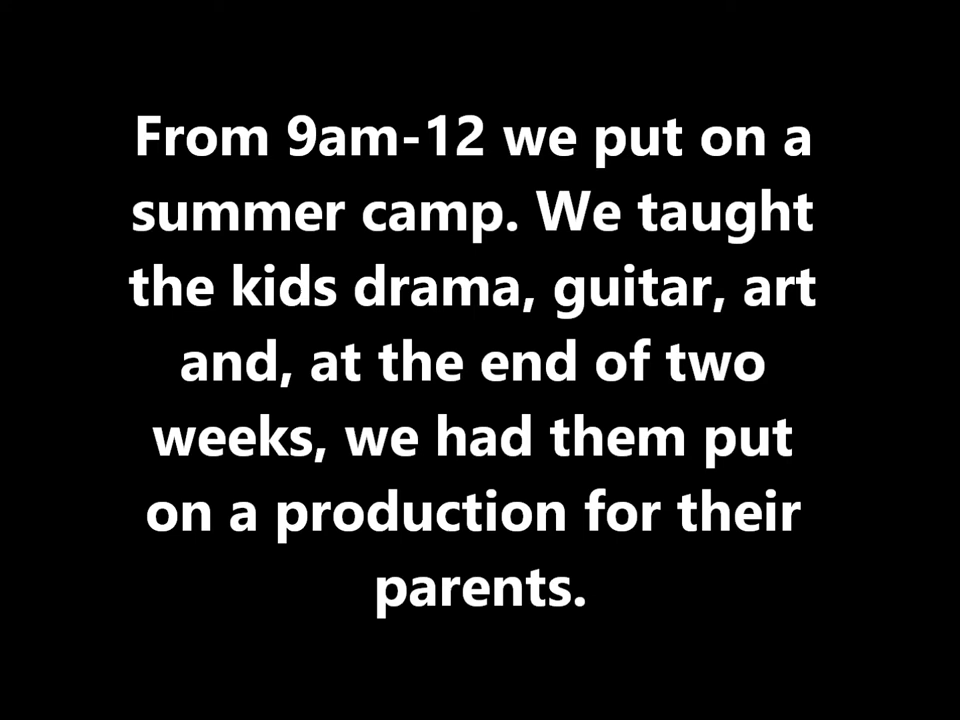 From 9am-12 we put on a
summer camp. We taught
the kids drama, guitar, art
and, at the end of two
weeks, we had them put
on a production for their
parents.